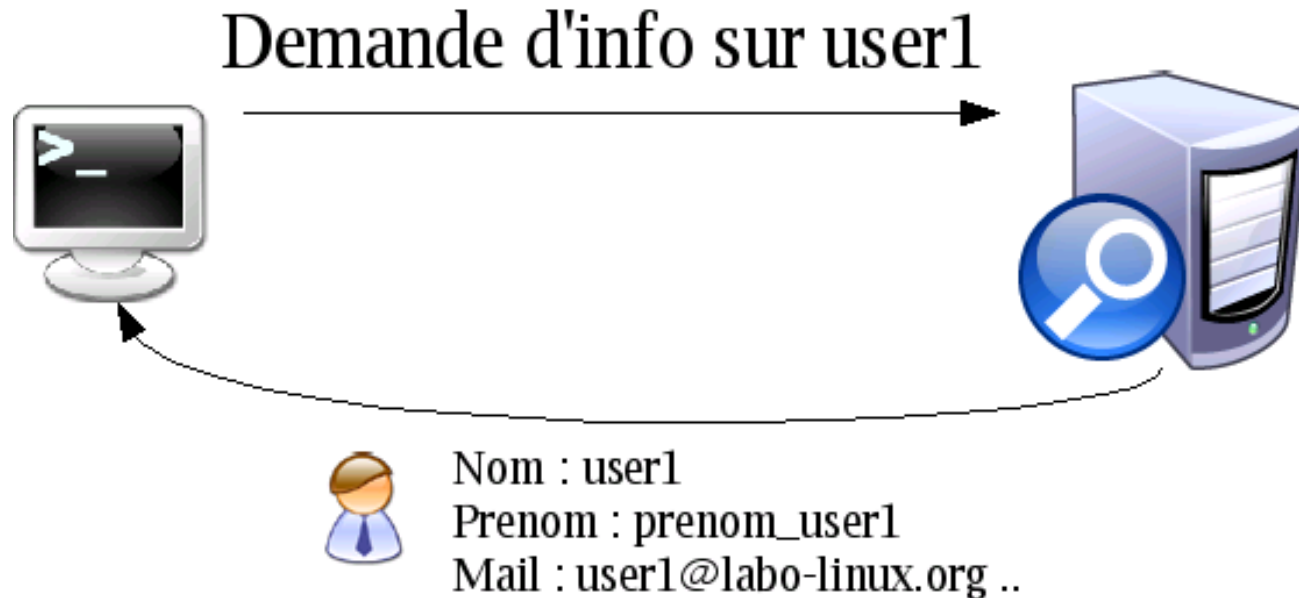 Demande d'info sur user1
>_
Nom : user1
Prenom : prenom_user1
Mail : user1@labo-linux.org ..